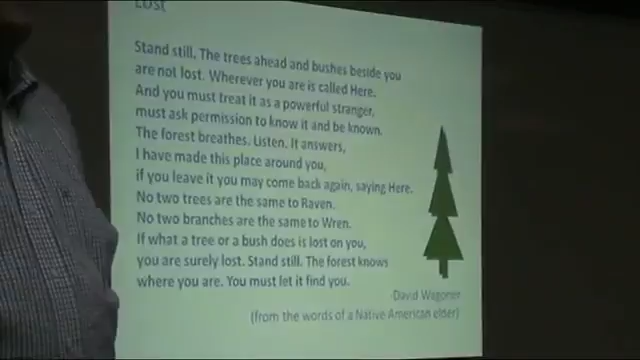 Lost
Stand still. The trees ahead and bushes beside you
are not lost. Wherever you are is called Here.
And you must treat it as a powerful stranger,
must ask permission to know it and be known.
The forest breathes. Listen. It answers,
I have made this place around you,
if you leave it you may come back again, saying Here.
No two trees are the same to Raven.
No two branches are the same to Wren.
If what a tree or a bush does is lost on you,
you are surely lost. Stand still. The forest knows
where you are. You must let it find you.
-David Wagoner
(from the words of a Native American elder)